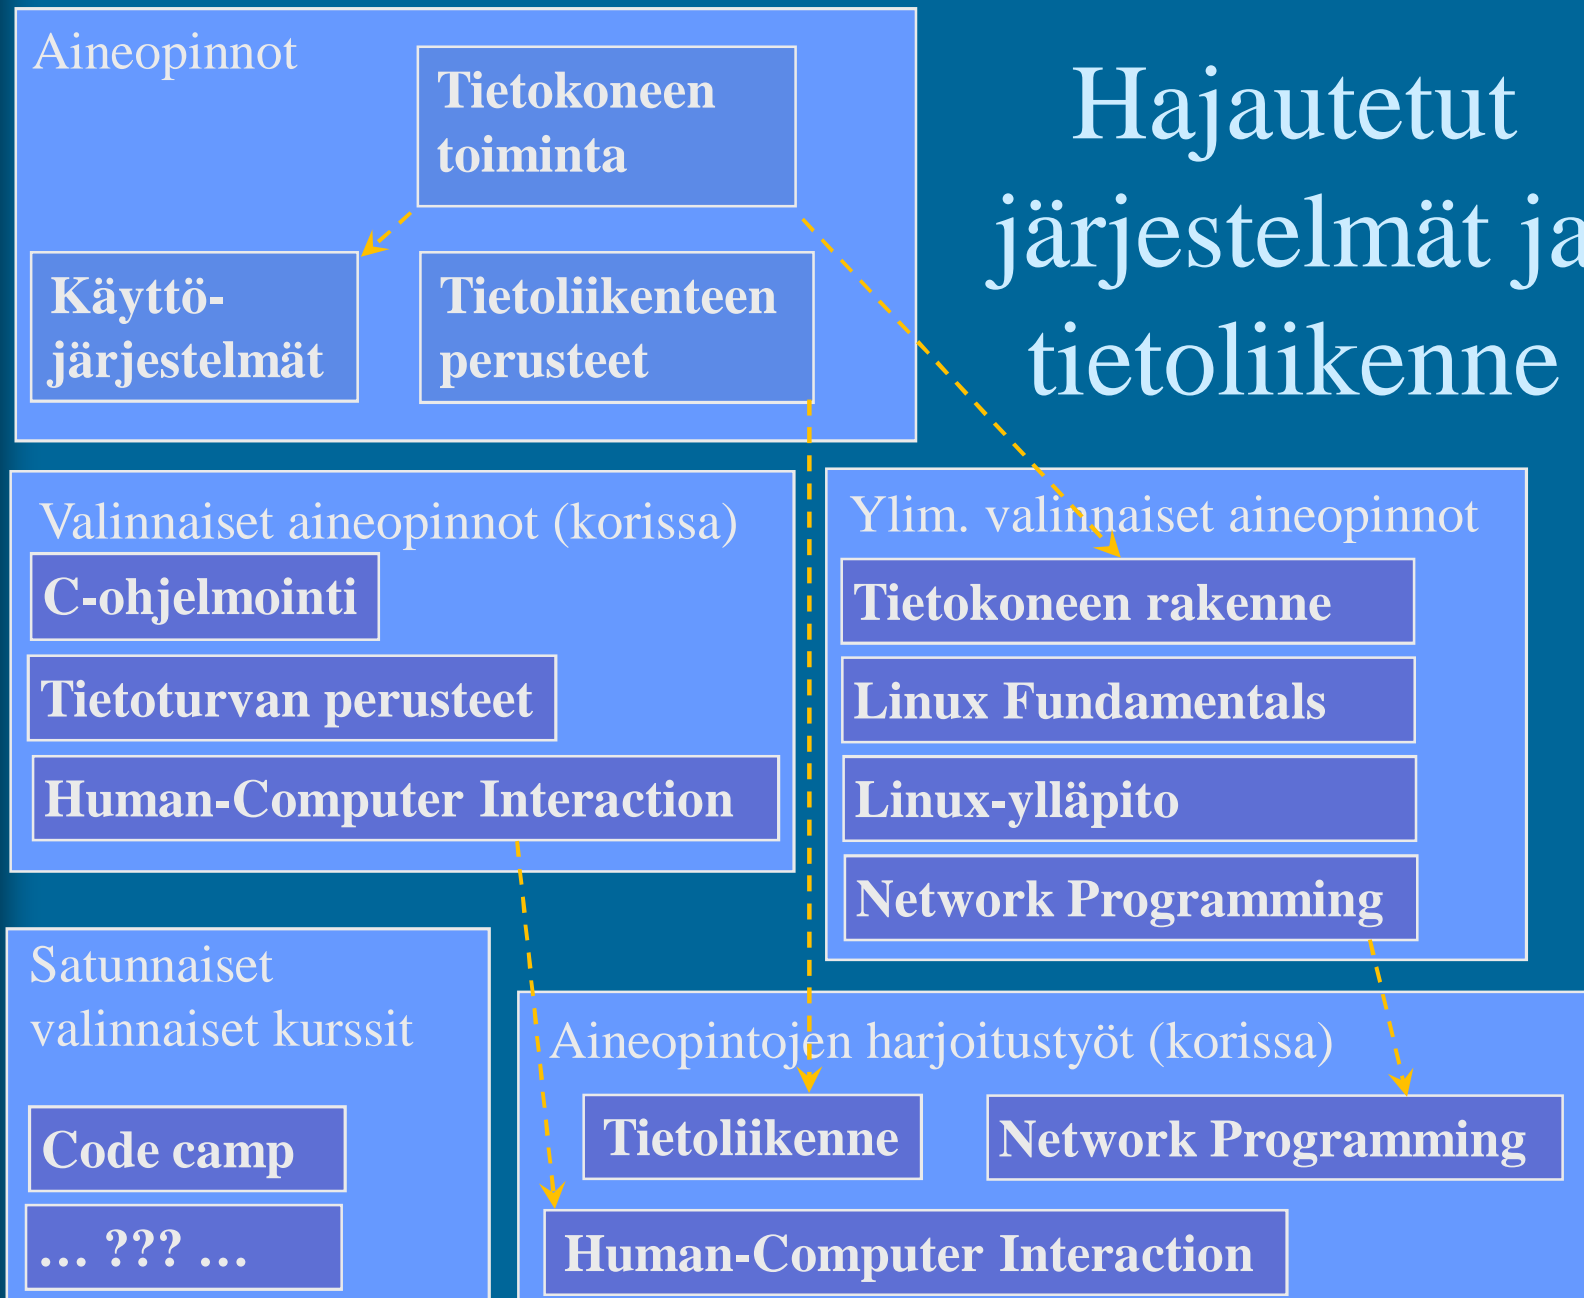 Aineopinnot
Tietokoneen
toiminta
Käyttö-
järjestelmät
Tietoliikenteen
perusteet
Hajautetut
järjestelmät ja
tietoliikenne
Valinnaiset aineopinnot (korissa)
C-ohjelmointi
Tietoturvan perusteet
Human-Computer Interaction
Ylim. valinnaiset aineopinnot
Tietokoneen rakenne
Linux Fundamentals
Linux-ylläpito
Network Programming
Satunnaiset
valinnaiset kurssit
Code camp
… ??? …
Aineopintojen harjoitustyöt (korissa)
Tietoliikenne
Network Programming
Human-Computer Interaction